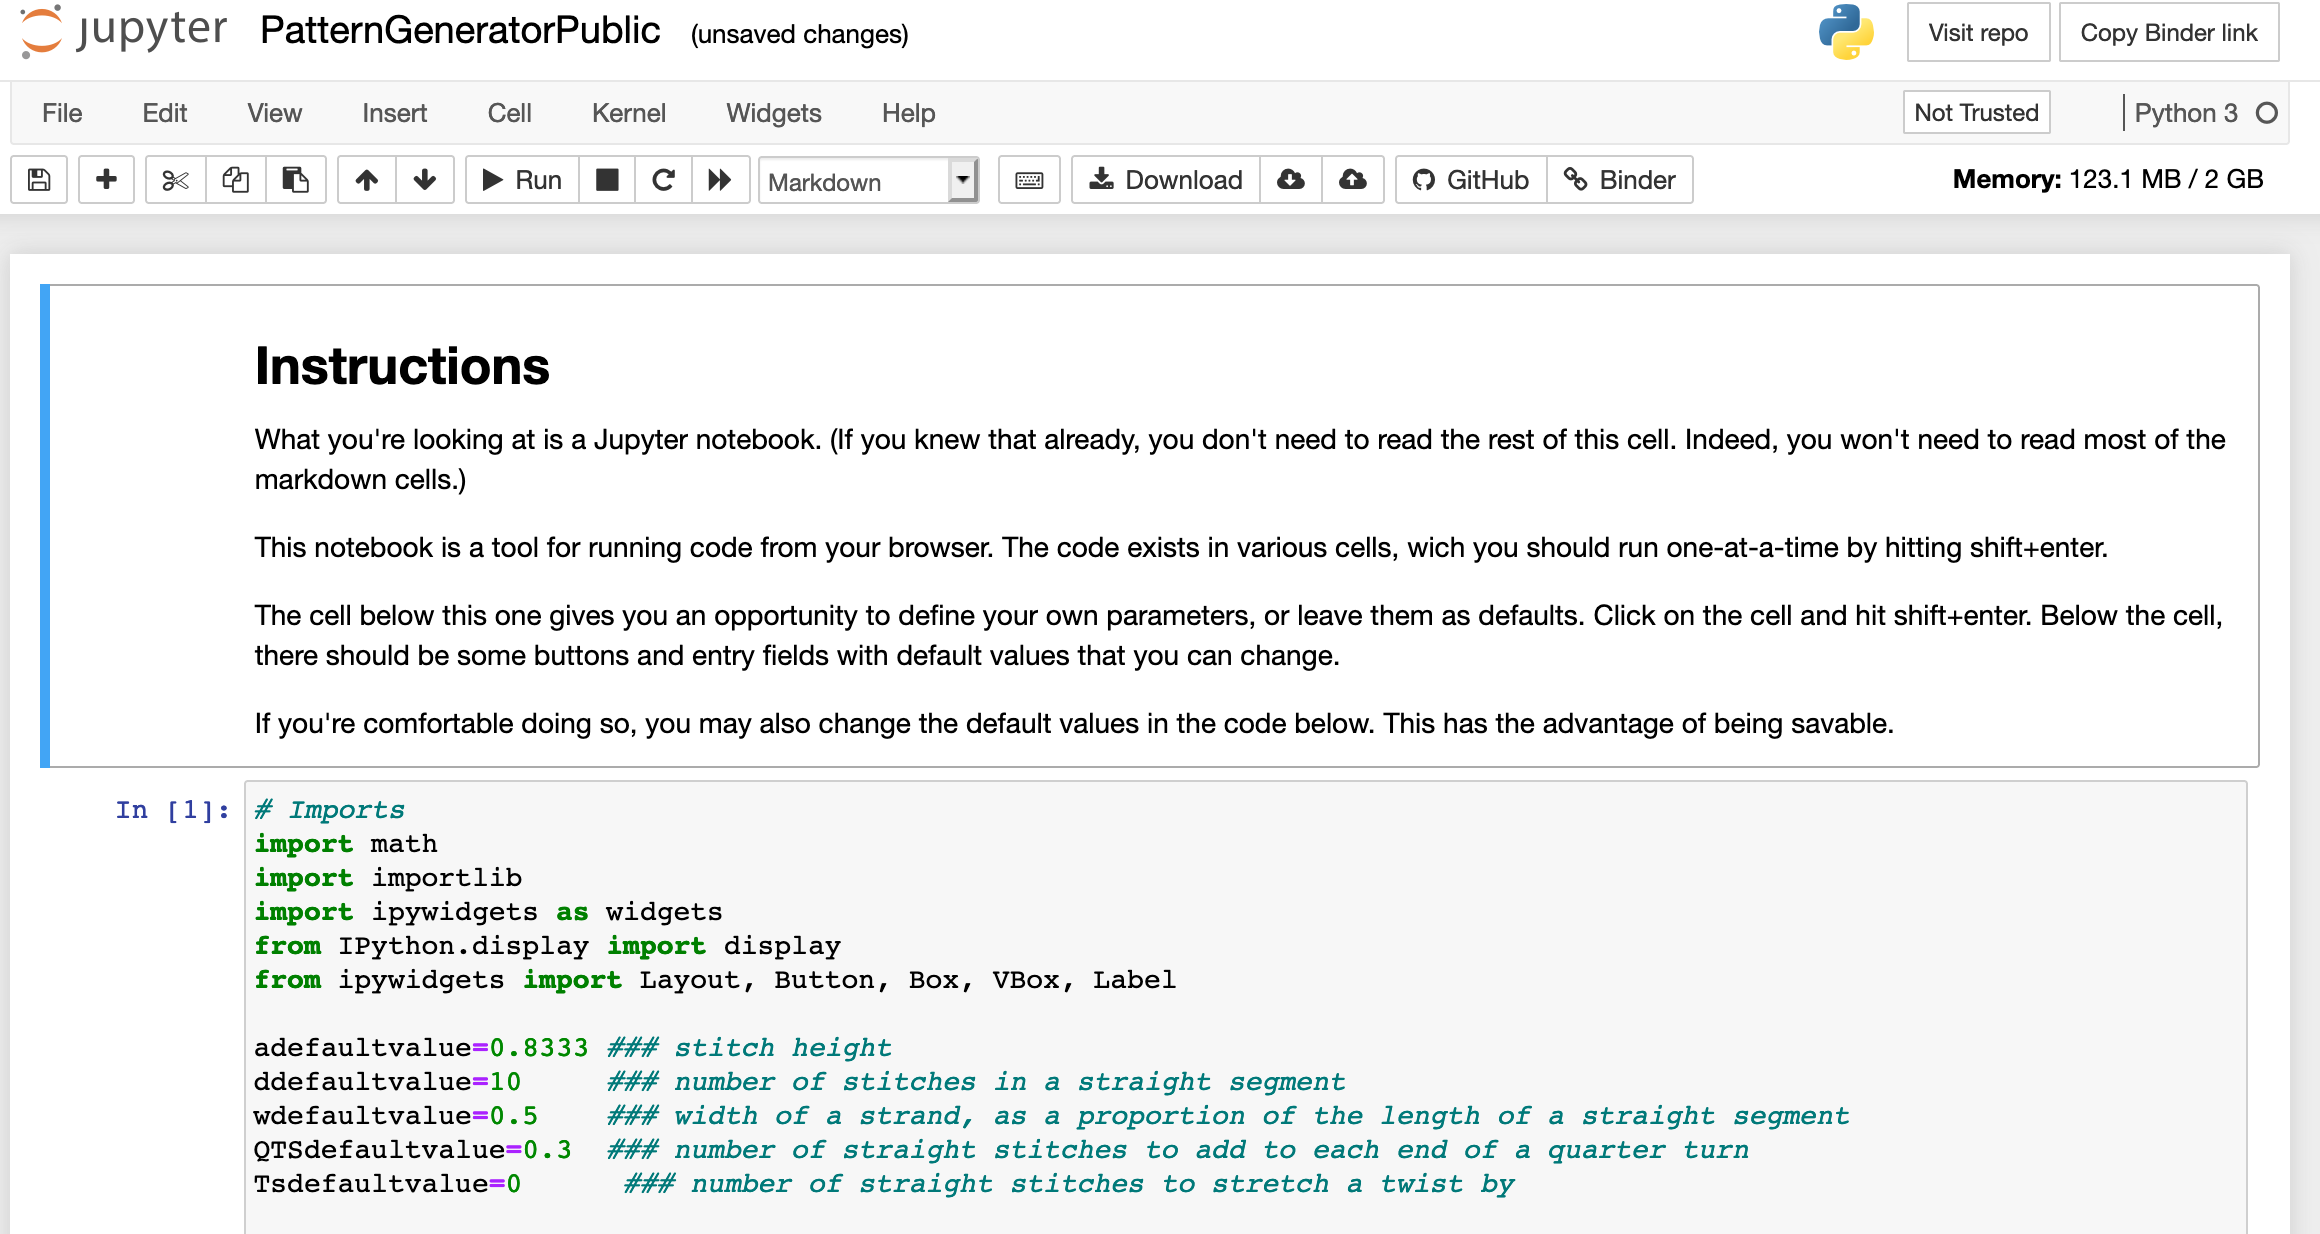 jupyter PatternGeneratorPublic (unsaved changes) Visit repo Copy Binder link
File Edit View Insert Cell Kernel Widgets Help Not Trusted Python 3
Run Markdown Download GitHub Binder Memory: 123.1 MB / 2 GB
Instructions
What you're looking at is a Jupyter notebook. (If you knew that already, you don't need to read the rest of this cell. Indeed, you won't need to read most of the
markdown cells.)
This notebook is a tool for running code from your browser. The code exists in various cells, wich you should run one-at-a-time by hitting shift+enter.
The cell below this one gives you an opportunity to define your own parameters, or leave them as defaults. Click on the cell and hit shift+enter. Below the cell,
there should be some buttons and entry fields with default values that you can change.
If you're comfortable doing so, you may also change the default values in the code below. This has the advantage of being savable.
In [1]: # Imports
import math
import importlib
import ipywidgets as widgets
from IPython.display import display
from ipywidgets import Layout, Button, Box, VBox, Label
adefaultvalue=0.8333 ### stitch height
ddefaultvalue=10     ### number of stitches in a straight segment
wdefaultvalue=0.5    ### width of a strand, as a proportion of the length of a straight segment
QTSdefaultvalue=0.3  ### number of straight stitches to add to each end of a quarter turn
Tsdefaultvalue=0      ### number of straight stitches to stretch a twist by